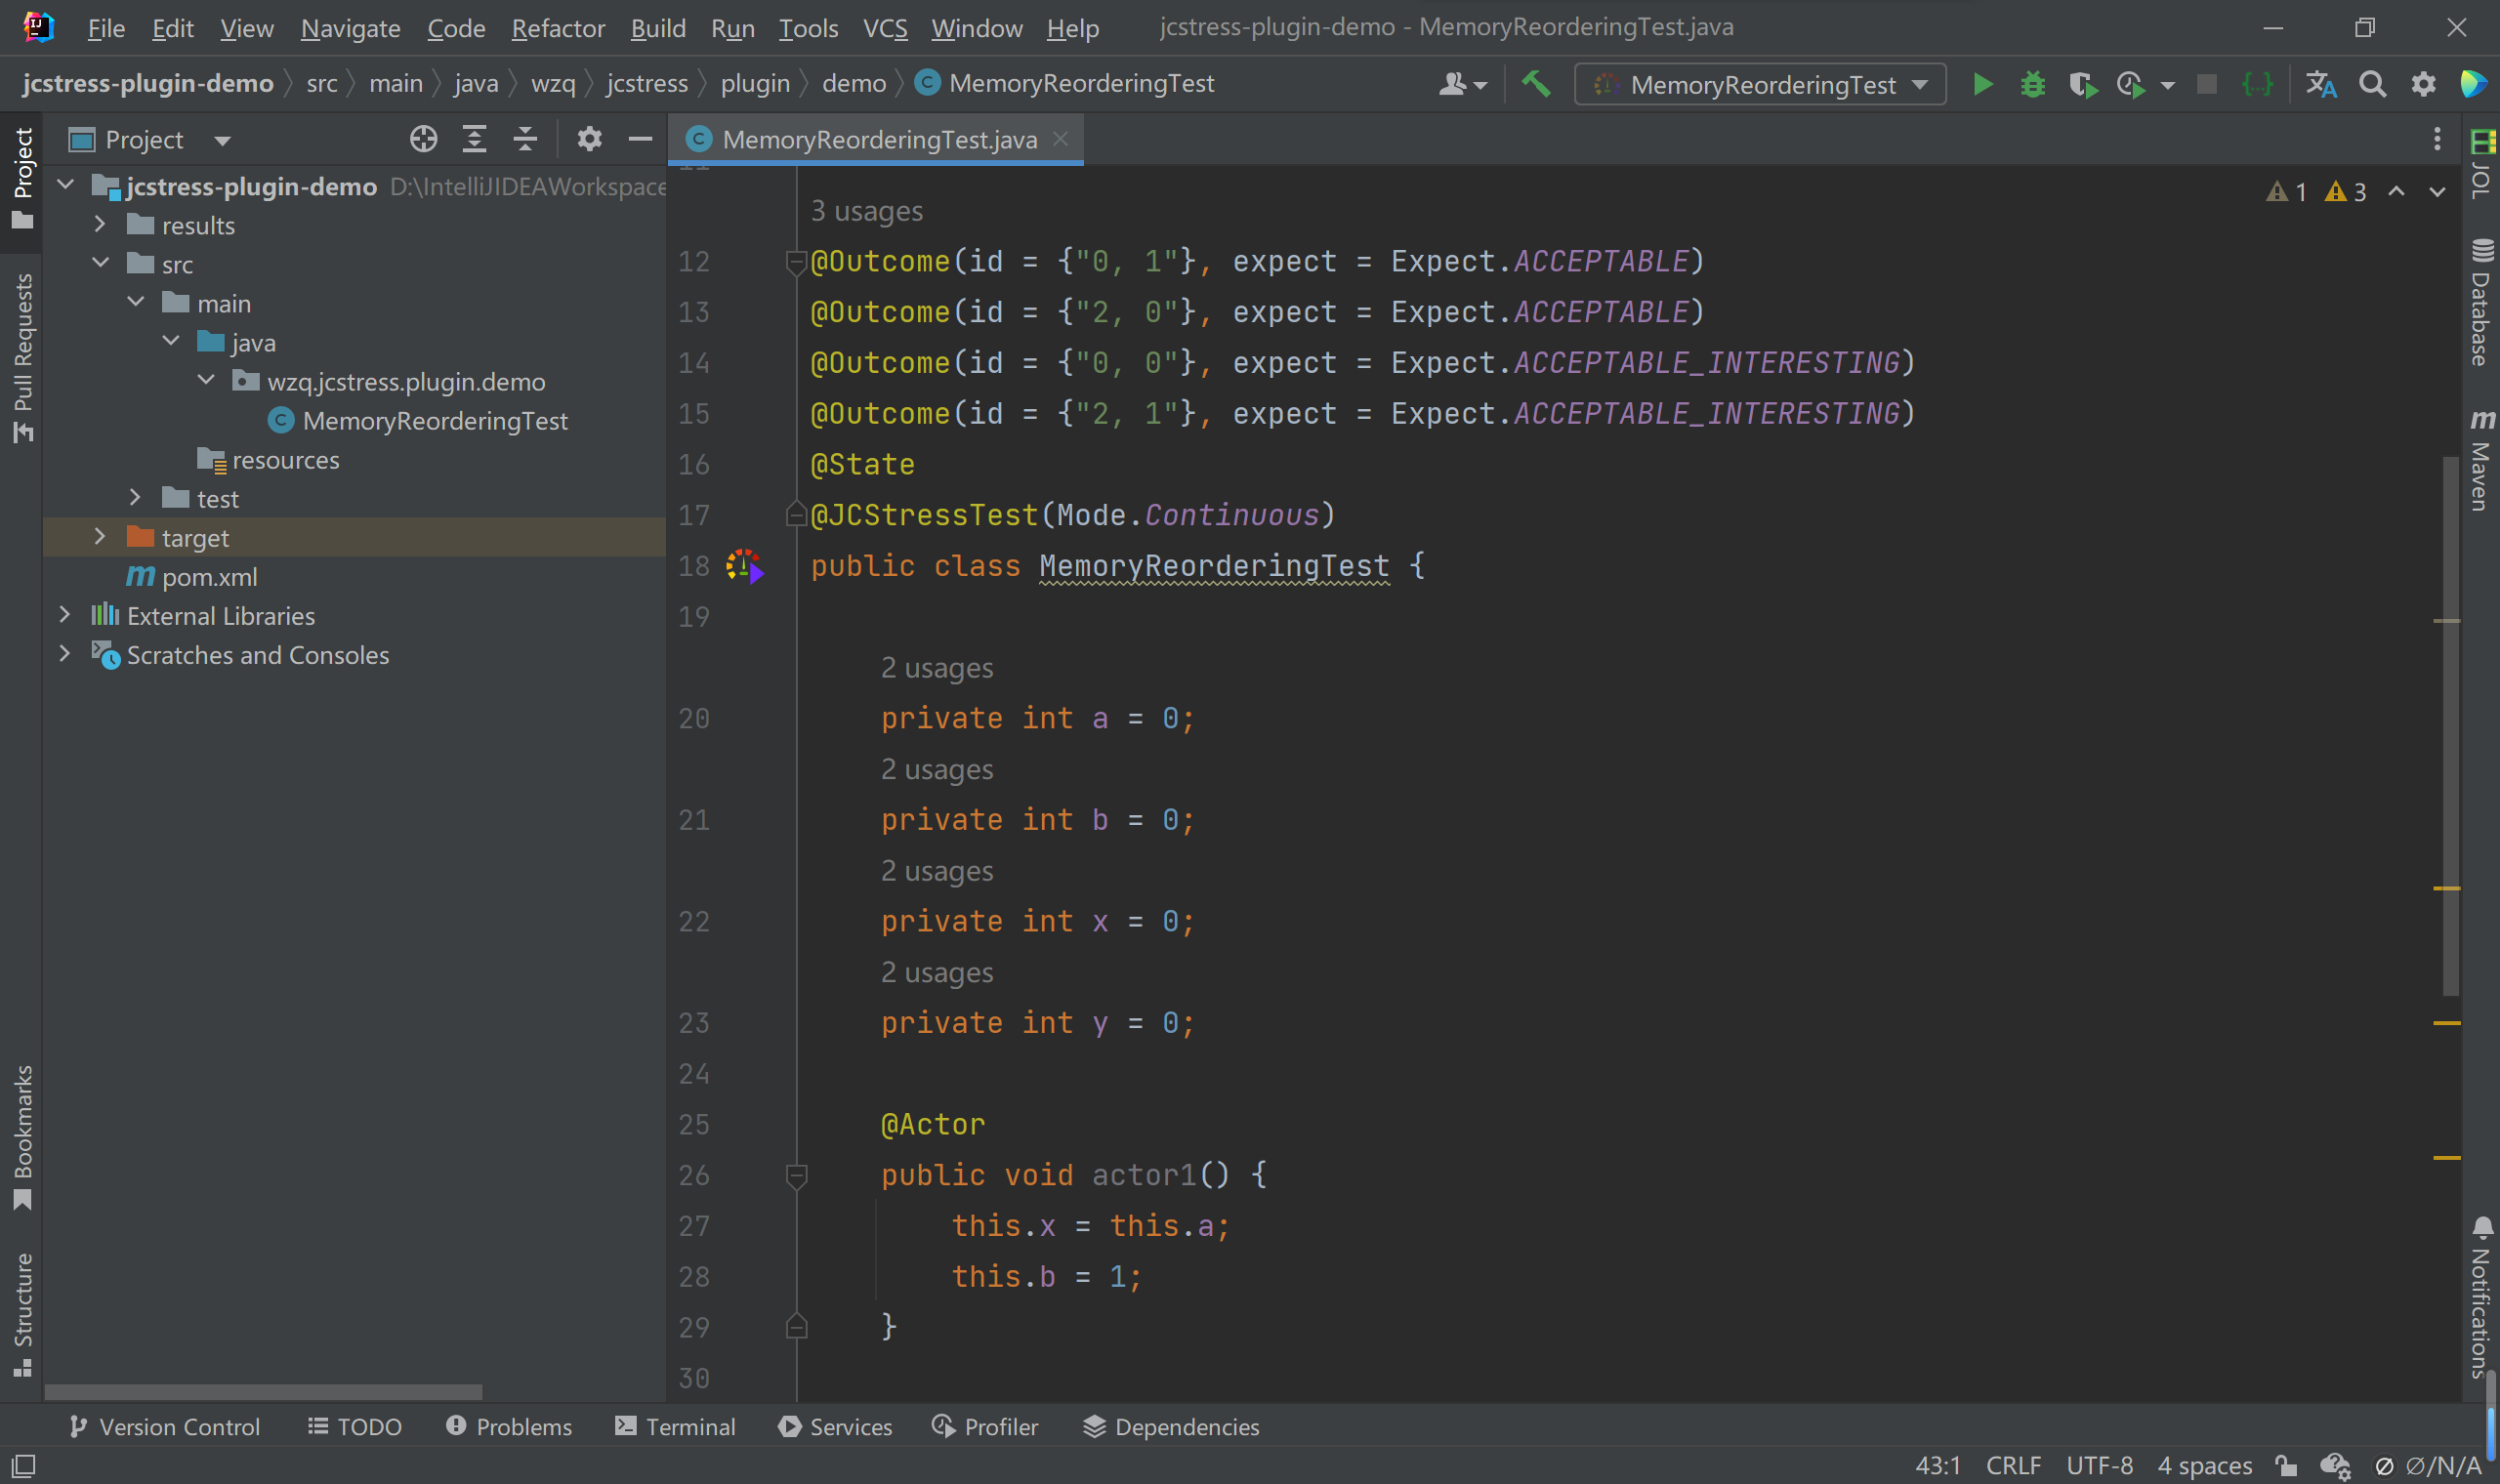 File Edit View Navigate Code Refactor Build Run Tools VCS Window Help jcstress-plugin-demo - MemoryReorderingTest.java
jcstress-plugin-demo src main java wzq jcstress plugin demo MemoryReorderingTest MemoryReorderingTest
Project
Pull Requests
Bookmarks
Structure
Project
jcstress-plugin-demo D:\IntelliJIDEAWorkspace
results
src
main
java
wzq.jcstress.plugin.demo
MemoryReorderingTest
resources
test
target
pom.xml
External Libraries
Scratches and Consoles
MemoryReorderingTest.java
1 3
3 usages
12 @Outcome(id = {"0, 1"}, expect = Expect.ACCEPTABLE)
13 @Outcome(id = {"2, 0"}, expect = Expect.ACCEPTABLE)
14 @Outcome(id = {"0, 0"}, expect = Expect.ACCEPTABLE_INTERESTING)
15 @Outcome(id = {"2, 1"}, expect = Expect.ACCEPTABLE_INTERESTING)
16 @State
17 @JCStressTest(Mode.Continuous)
18 public class MemoryReorderingTest {
19
2 usages
20 private int a = 0;
2 usages
21 private int b = 0;
2 usages
22 private int x = 0;
2 usages
23 private int y = 0;
24
25 @Actor
26 public void actor1() {
27 this.x = this.a;
28 this.b = 1;
29 }
30
JOL
Database
Maven
Notifications
Version Control TODO Problems Terminal Services Profiler Dependencies
43:1 CRLF UTF-8 4 spaces ∅/N/A